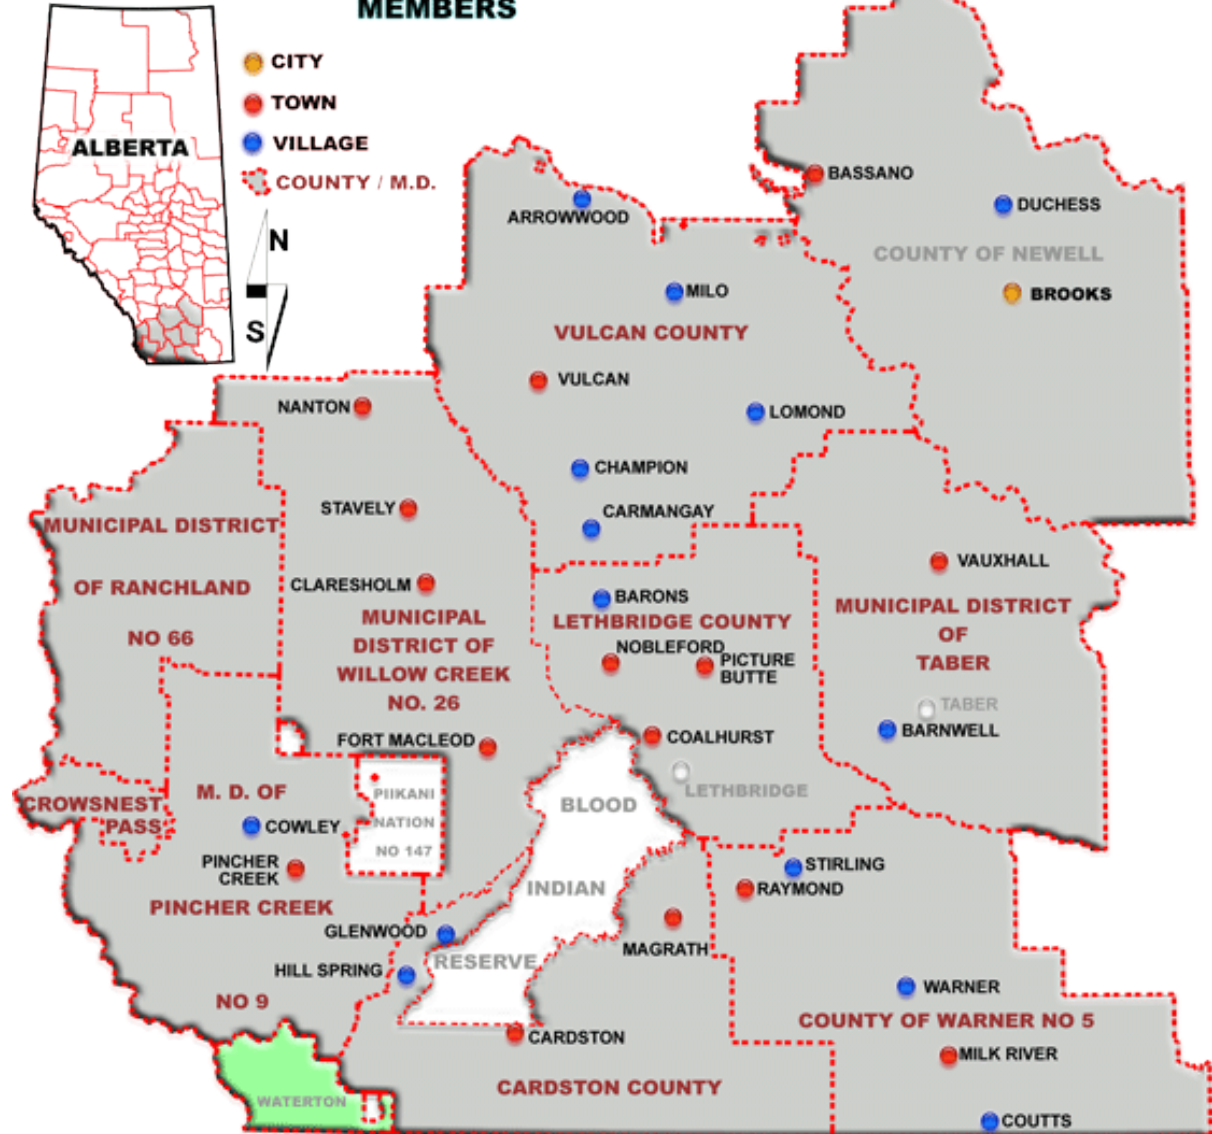 MEMBERS
CITY
TOWN
VILLAGE
COUNTY / M.D.
ALBERTA
N
S
BASSANO
DUCHESS
ARROWWOOD
COUNTY OF NEWELL
MILO
BROOKS
VULCAN COUNTY
VULCAN
NANTON
LOMOND
CHAMPION
STAVELY
CARMANGAY
MUNICIPAL DISTRICT
OF RANCHLAND
NO 66
VAUXHALL
CLARESHOLM
BARONS
MUNICIPAL
DISTRICT OF
WILLOW CREEK
NO. 26
LETHBRIDGE COUNTY
MUNICIPAL DISTRICT
OF
TABER
NOBLEFORD
PICTURE
BUTTE
TABER
BARNWELL
FORT MACLEOD
COALHURST
LETHBRIDGE
CROWSNEST
PASS
M. D. OF
PIIKANI
NATION
NO 147
BLOOD
INDIAN
RESERVE
COWLEY
PINCHER
CREEK
PINCHER CREEK
NO 9
STIRLING
RAYMOND
GLENWOOD
MAGRATH
HILL SPRING
WARNER
COUNTY OF WARNER NO 5
CARDSTON
MILK RIVER
CARDSTON COUNTY
WATERTON
COUTTS